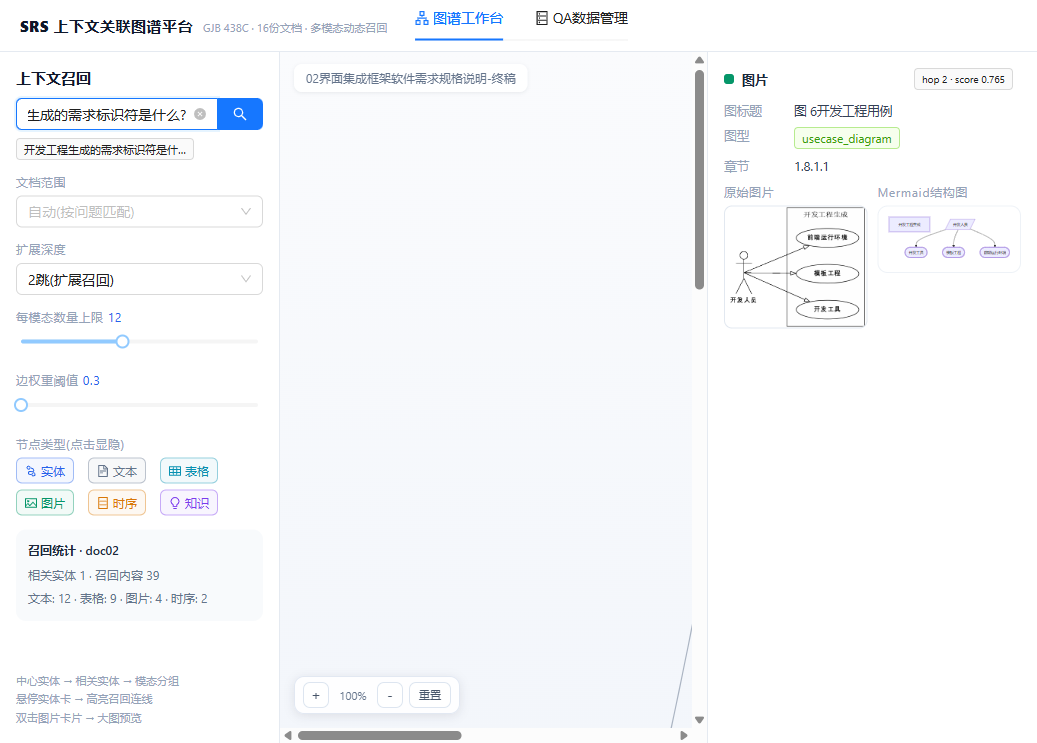 SRS 上下文关联图谱平台
GJB 438C · 16份文档 · 多模态动态召回
图谱工作台
QA数据管理
上下文召回
生成的需求标识符是什么?
开发工程生成的需求标识符是什...
文档范围
自动(按问题匹配)
扩展深度
2跳(扩展召回)
每模态数量上限 12
边权重阈值 0.3
节点类型(点击显隐)
实体
文本
表格
图片
时序
知识
召回统计 · doc02
相关实体 1 · 召回内容 39
文本: 12 · 表格: 9 · 图片: 4 · 时序: 2
中心实体 → 相关实体 → 模态分组
悬停实体卡 → 高亮召回连线
双击图片卡片 → 大图预览
02界面集成框架软件需求规格说明-终稿
+
100%
-
重置
图片
hop 2 · score 0.765
图标题
图 6开发工程用例
图型
usecase_diagram
章节
1.8.1.1
原始图片
Mermaid结构图
开发工程生成
前端运行环境
模板工程
开发人员
开发工具
开发人员
开发工具
模板工程